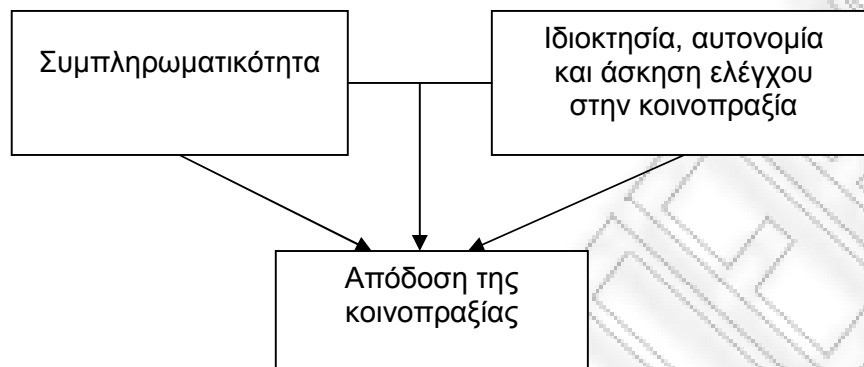 Συμπληρωματικότητα
Ιδιοκτησία, αυτονομία
και άσκηση ελέγχου
στην κοινοπραξία
Απόδοση της
κοινοπραξίας